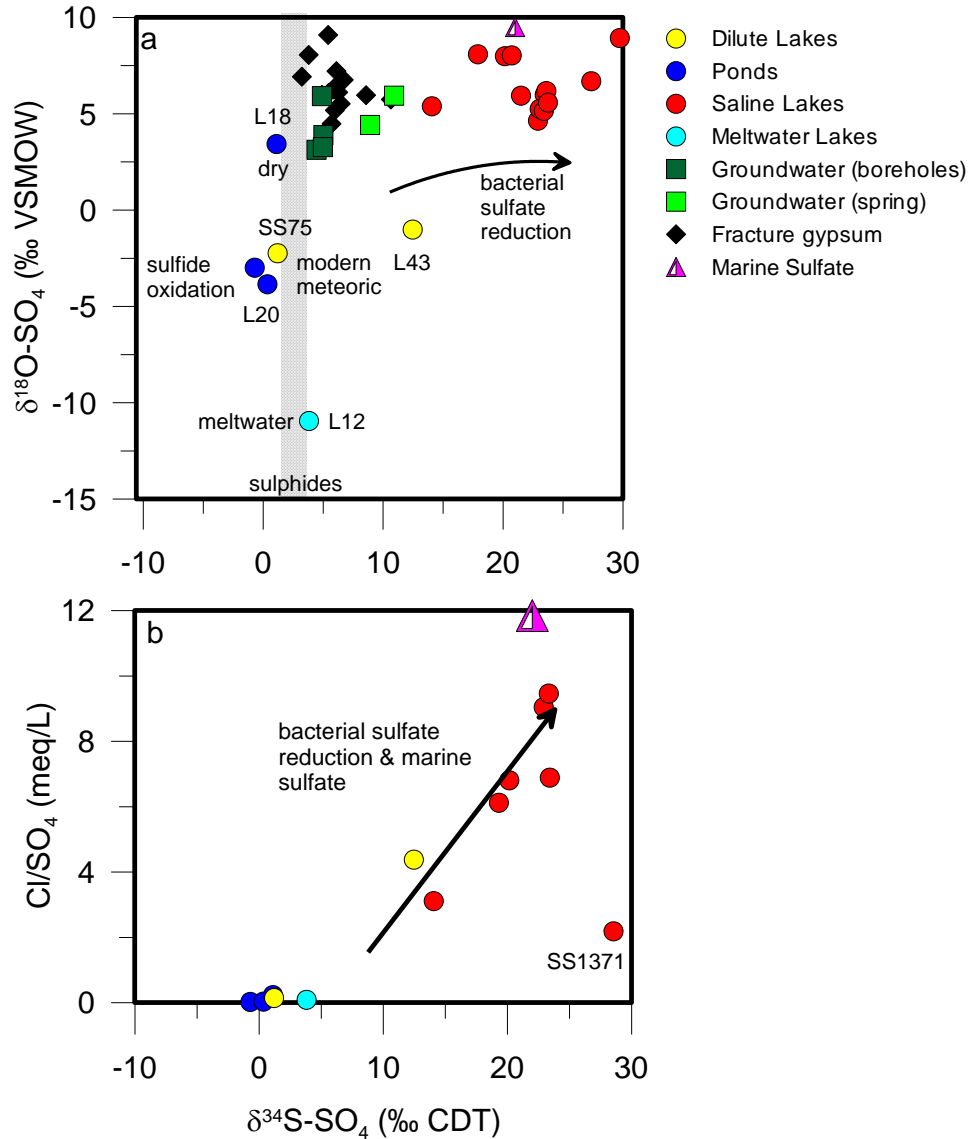 a
δ18O-SO4 (‰ VSMOW)
10
5
0
-5
-10
-15
L18
dry
SS75
sulfide
oxidation
modern
meteoric
L20
L43
bacterial
sulfate
reduction
meltwater
L12
sulphides
-10
0
10
20
30
Dilute Lakes
Ponds
Saline Lakes
Meltwater Lakes
Groundwater (boreholes)
Groundwater (spring)
Fracture gypsum
Marine Sulfate
b
Cl/SO4 (meq/L)
12
8
4
0
bacterial sulfate
reduction & marine
sulfate
SS1371
-10
0
10
20
30
δ34S-SO4 (‰ CDT)